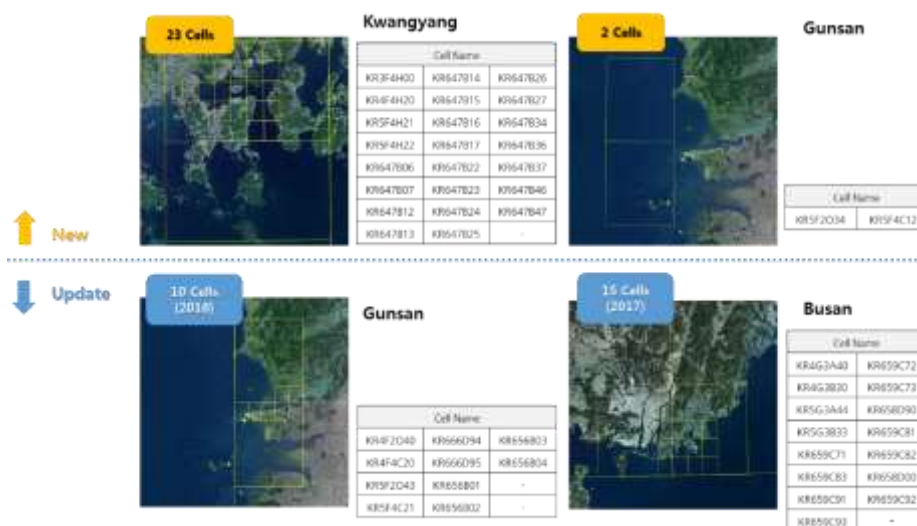 23 Cells
Kwangyang
Cell Name
KR3F4H00 KR647B14 KR647B26
KR4F4H20 KR647B15 KR647B27
KR5F4H21 KR647B16 KR647B34
KR5F4H22 KR647B17 KR647B36
KR647B06 KR647B22 KR647B37
KR647B07 KR647B23 KR647B46
KR647B12 KR647B24 KR647B47
KR647B13 KR647B25 -
2 Cells
Gunsan
Cell Name
KR5F2O34 KR5F4C12
New
Update
10 Cells
(2016)
Gunsan
Cell Name
KR4F2O40 KR666D94 KR656B03
KR4F4C20 KR666D95 KR656B04
KR5F2O43 KR656B01 -
KR5F4C21 KR656B02 -
15 Cells
(2017)
Busan
Cell Name
KR4G3A40 KR659C72
KR4G3B30 KR659C73
KR5G3A44 KR658D90
KR5G3B33 KR659C81
KR659C71 KR659C82
KR659C83 KR658D00
KR659C91 KR659C92
KR659C93 -